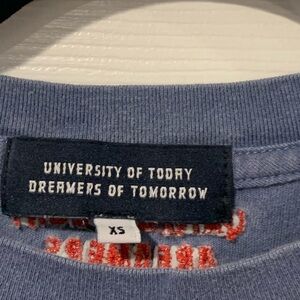 UNIVERSITY OF TODAY
DREAMERS OF TOMORROW
XS